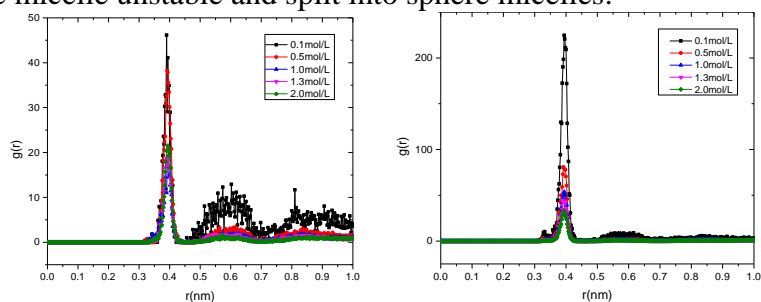 micelle unstable and split into sphere micelles.
50
40
30
20
10
0
g(r)
0.1mol/L
0.5mol/L
1.0mol/L
1.3mol/L
2.0mol/L
0.0 0.1 0.2 0.3 0.4 0.5 0.6 0.7 0.8 0.9 1.0
r(nm)
200
100
0
g(r)
0.1mol/L
0.5mol/L
1.0mol/L
1.3mol/L
2.0mol/L
0.0 0.1 0.2 0.3 0.4 0.5 0.6 0.7 0.8 0.9 1.0
r(nm)